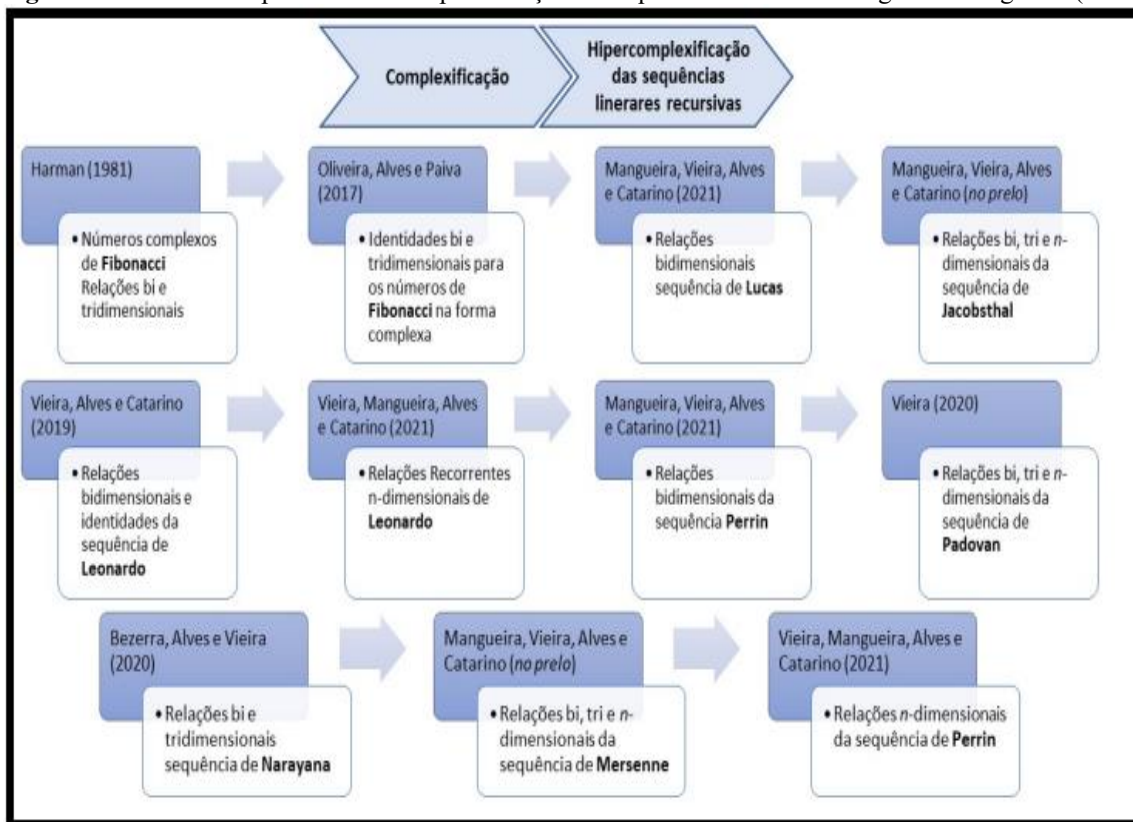 Complexificação
Hipercomplexificação
das sequências
linerares recursivas
Harman (1981)
• Números complexos
de Fibonacci
Relações bi e
tridimensionais
Oliveira, Alves e Paiva
(2017)
• Identidades bi e
tridimensionais para
os números de
Fibonacci na forma
complexa
Mangueira, Vieira, Alves
e Catarino (2021)
• Relações
bidimensionais
sequência de Lucas
Mangueira, Vieira, Alves
e Catarino (no prelo)
• Relações bi, tri e n-
dimensionais da
sequência de
Jacobsthal
Vieira, Alves e Catarino
(2019)
• Relações
bidimensionais e
identidades da
sequência de
Leonardo
Vieira, Mangueira, Alves
e Catarino (2021)
• Relações Recorrentes
n-dimensionais de
Leonardo
Mangueira, Vieira, Alves
e Catarino (2021)
• Relações
bidimensionais da
sequência Perrin
Vieira (2020)
• Relações bi, tri e n-
dimensionais da
sequência de
Padovan
Bezerra, Alves e Vieira
(2020)
• Relações bi e
tridimensionais
sequência de Narayana
Mangueira, Vieira, Alves e
Catarino (no prelo)
• Relações bi, tri e n-
dimensionais da
sequência de Mersenne
Vieira, Mangueira, Alves e
Catarino (2021)
• Relações n-dimensionais
da sequência de Perrin